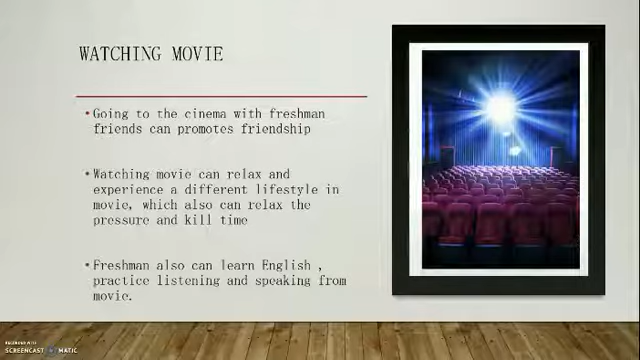 WATCHING MOVIE
•Going to the cinema with freshman
friends can promotes friendship
•Watching movie can relax and
experience a different lifestyle in
movie, which also can relax the
pressure and kill time
•Freshman also can learn English ,
practice listening and speaking from
movie.
RECORDED WITH
SCREENCAST MATIC